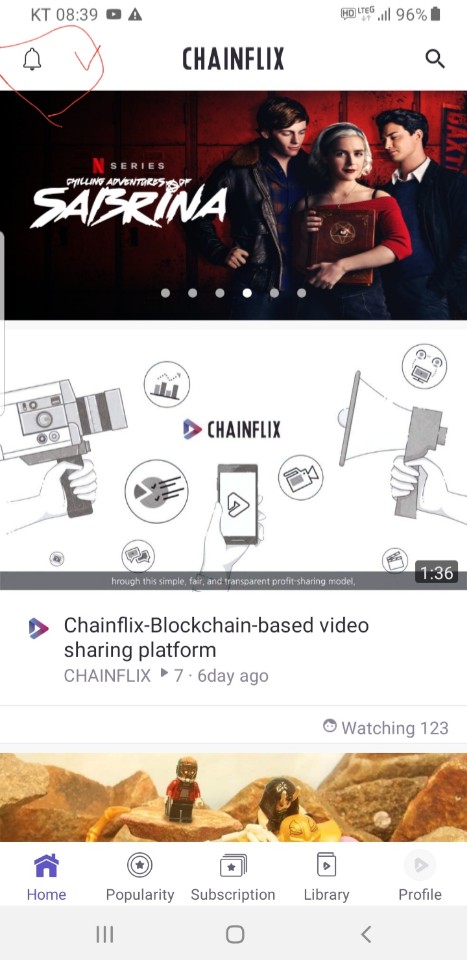 KT 08:39 HD LTE 96%
CHAINFLIX
N SERIES
CHILLING ADVENTURES OF
SABRINA
CHAINFLIX
hrough this simple, fair, and transparent profit-sharing model,
1:36
Chainflix-Blockchain-based video
sharing platform
CHAINFLIX 7 · 6day ago
Watching 123
Home Popularity Subscription Library Profile